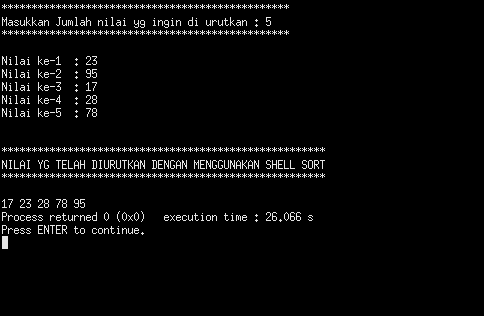 ****************************************************
Masukkan Jumlah nilai yg ingin di urutkan : 5
****************************************************
Nilai ke-1  : 23
Nilai ke-2  : 95
Nilai ke-3  : 17
Nilai ke-4  : 28
Nilai ke-5  : 78
***********************************************************
NILAI YG TELAH DIURUTKAN DENGAN MENGGUNAKAN SHELL SORT
***********************************************************
17 23 28 78 95
Process returned 0 (0x0)   execution time : 26.066 s
Press ENTER to continue.